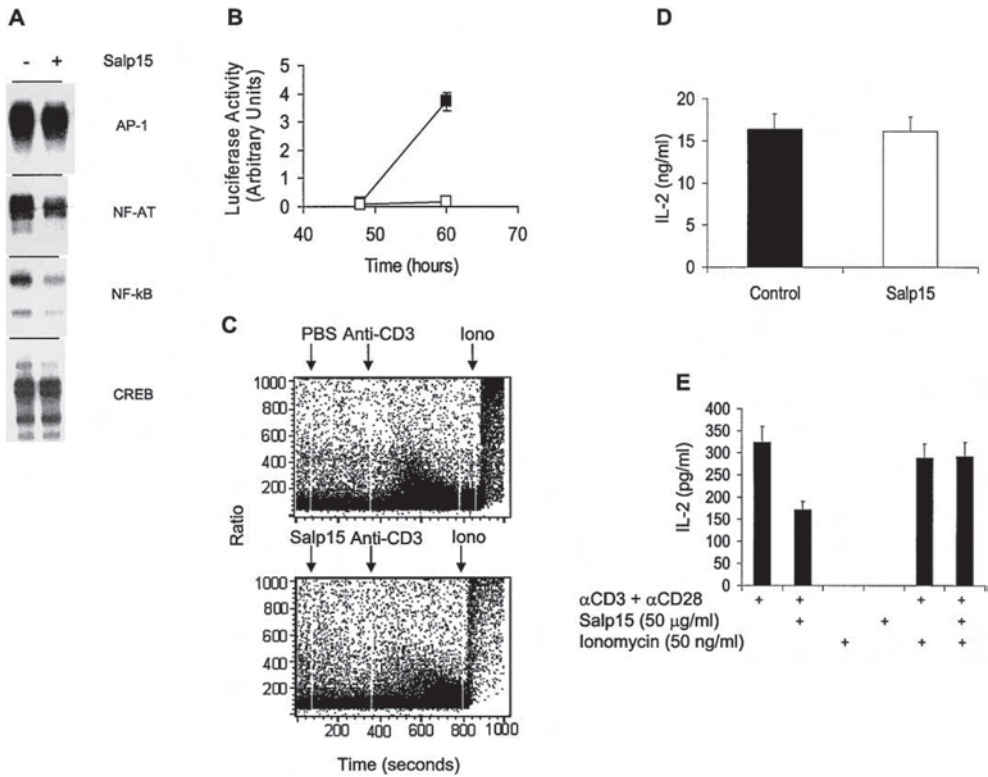 A
- + Salp15
AP-1
NF-AT
NF-kB
CREB
B
Luciferase Activity
(Arbitrary Units)
5
4
3
2
1
0
40 50 60 70
Time (hours)
C
PBS Anti-CD3 Iono
1000
800
600
400
200
Ratio
Salp15 Anti-CD3 Iono
1000
800
600
400
200
200 400 600 800 1000
Time (seconds)
D
IL-2 (ng/ml)
20
15
10
5
0
Control Salp15
E
IL-2 (pg/ml)
400
350
300
250
200
150
100
50
0
αCD3 + αCD28 + + + +
Salp15 (50 µg/ml) + + +
Ionomycin (50 ng/ml) + + +